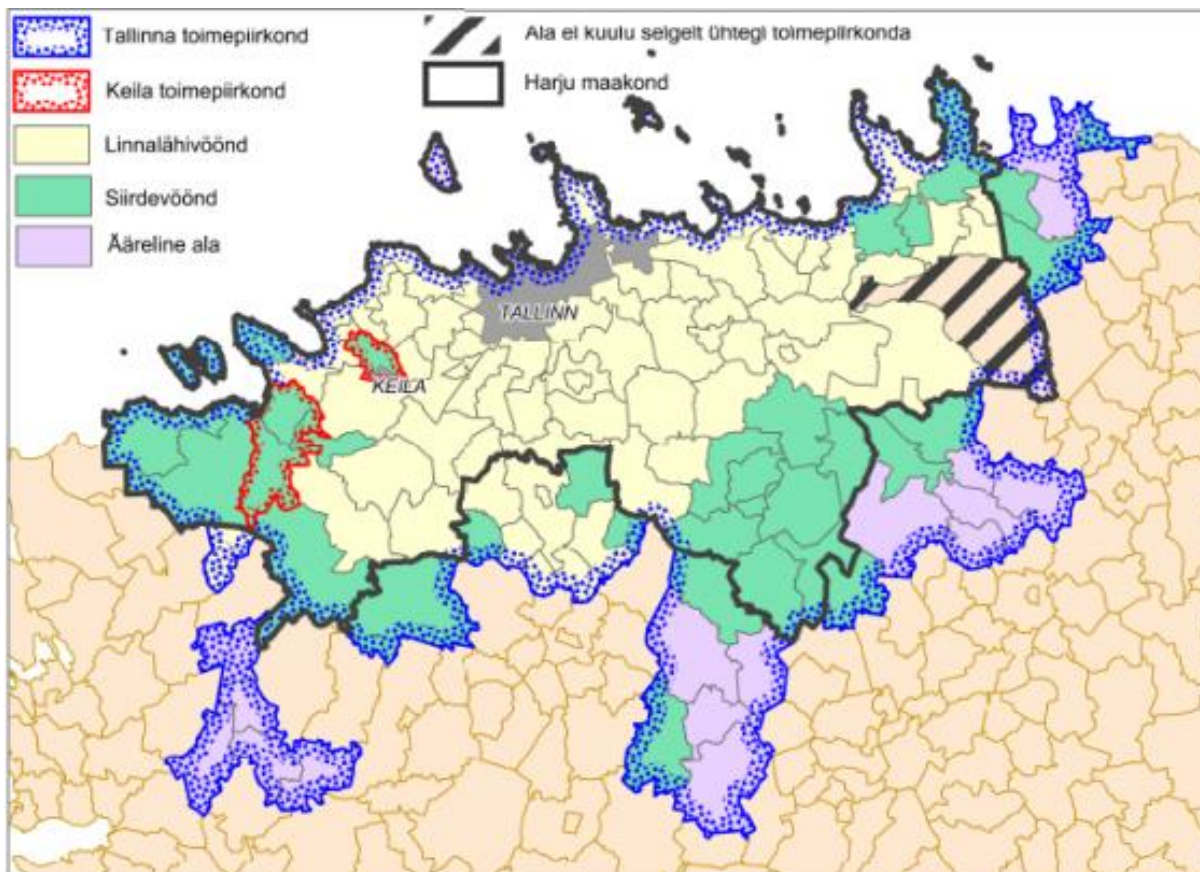 Tallinna toimepiirkond
Keila toimepiirkond
Linnalähivöönd
Siirdevöönd
Ääreline ala
Ala ei kuulu selgelt ühtegi toimepiirkonda
Harju maakond
TALLINN
KEILA